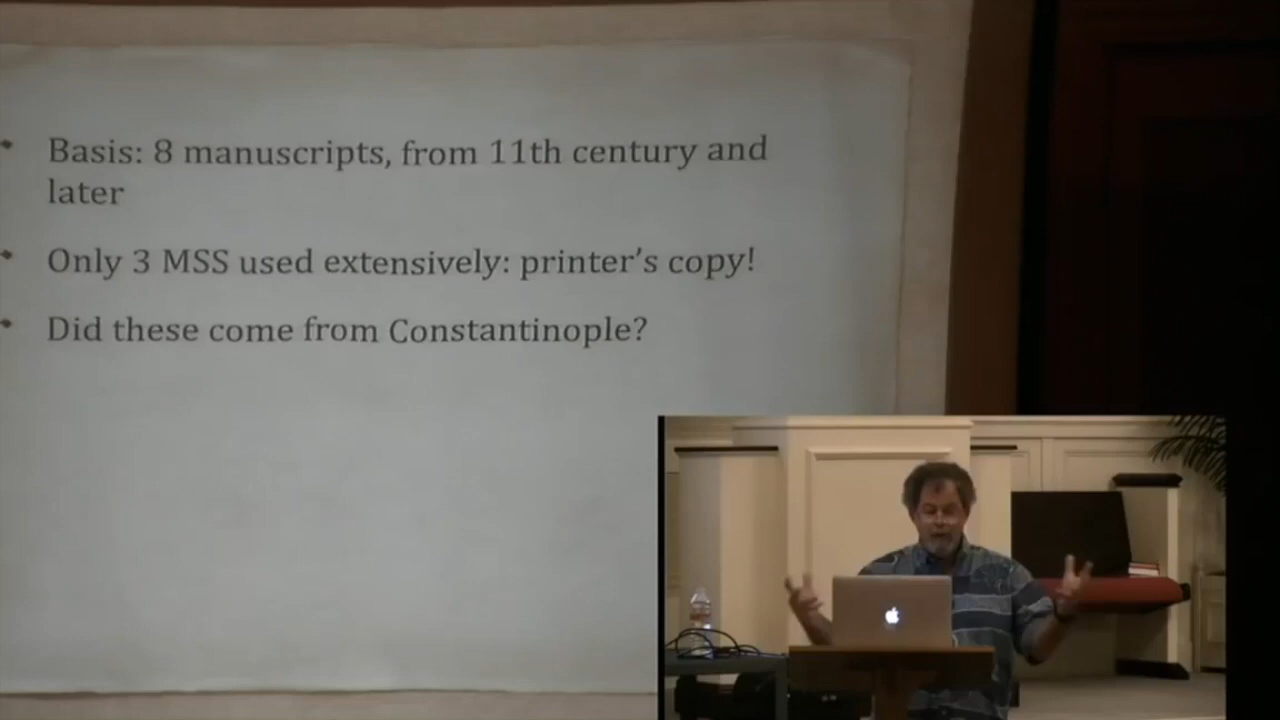 • Basis: 8 manuscripts, from 11th century and
later
• Only 3 MSS used extensively: printer's copy!
• Did these come from Constantinople?